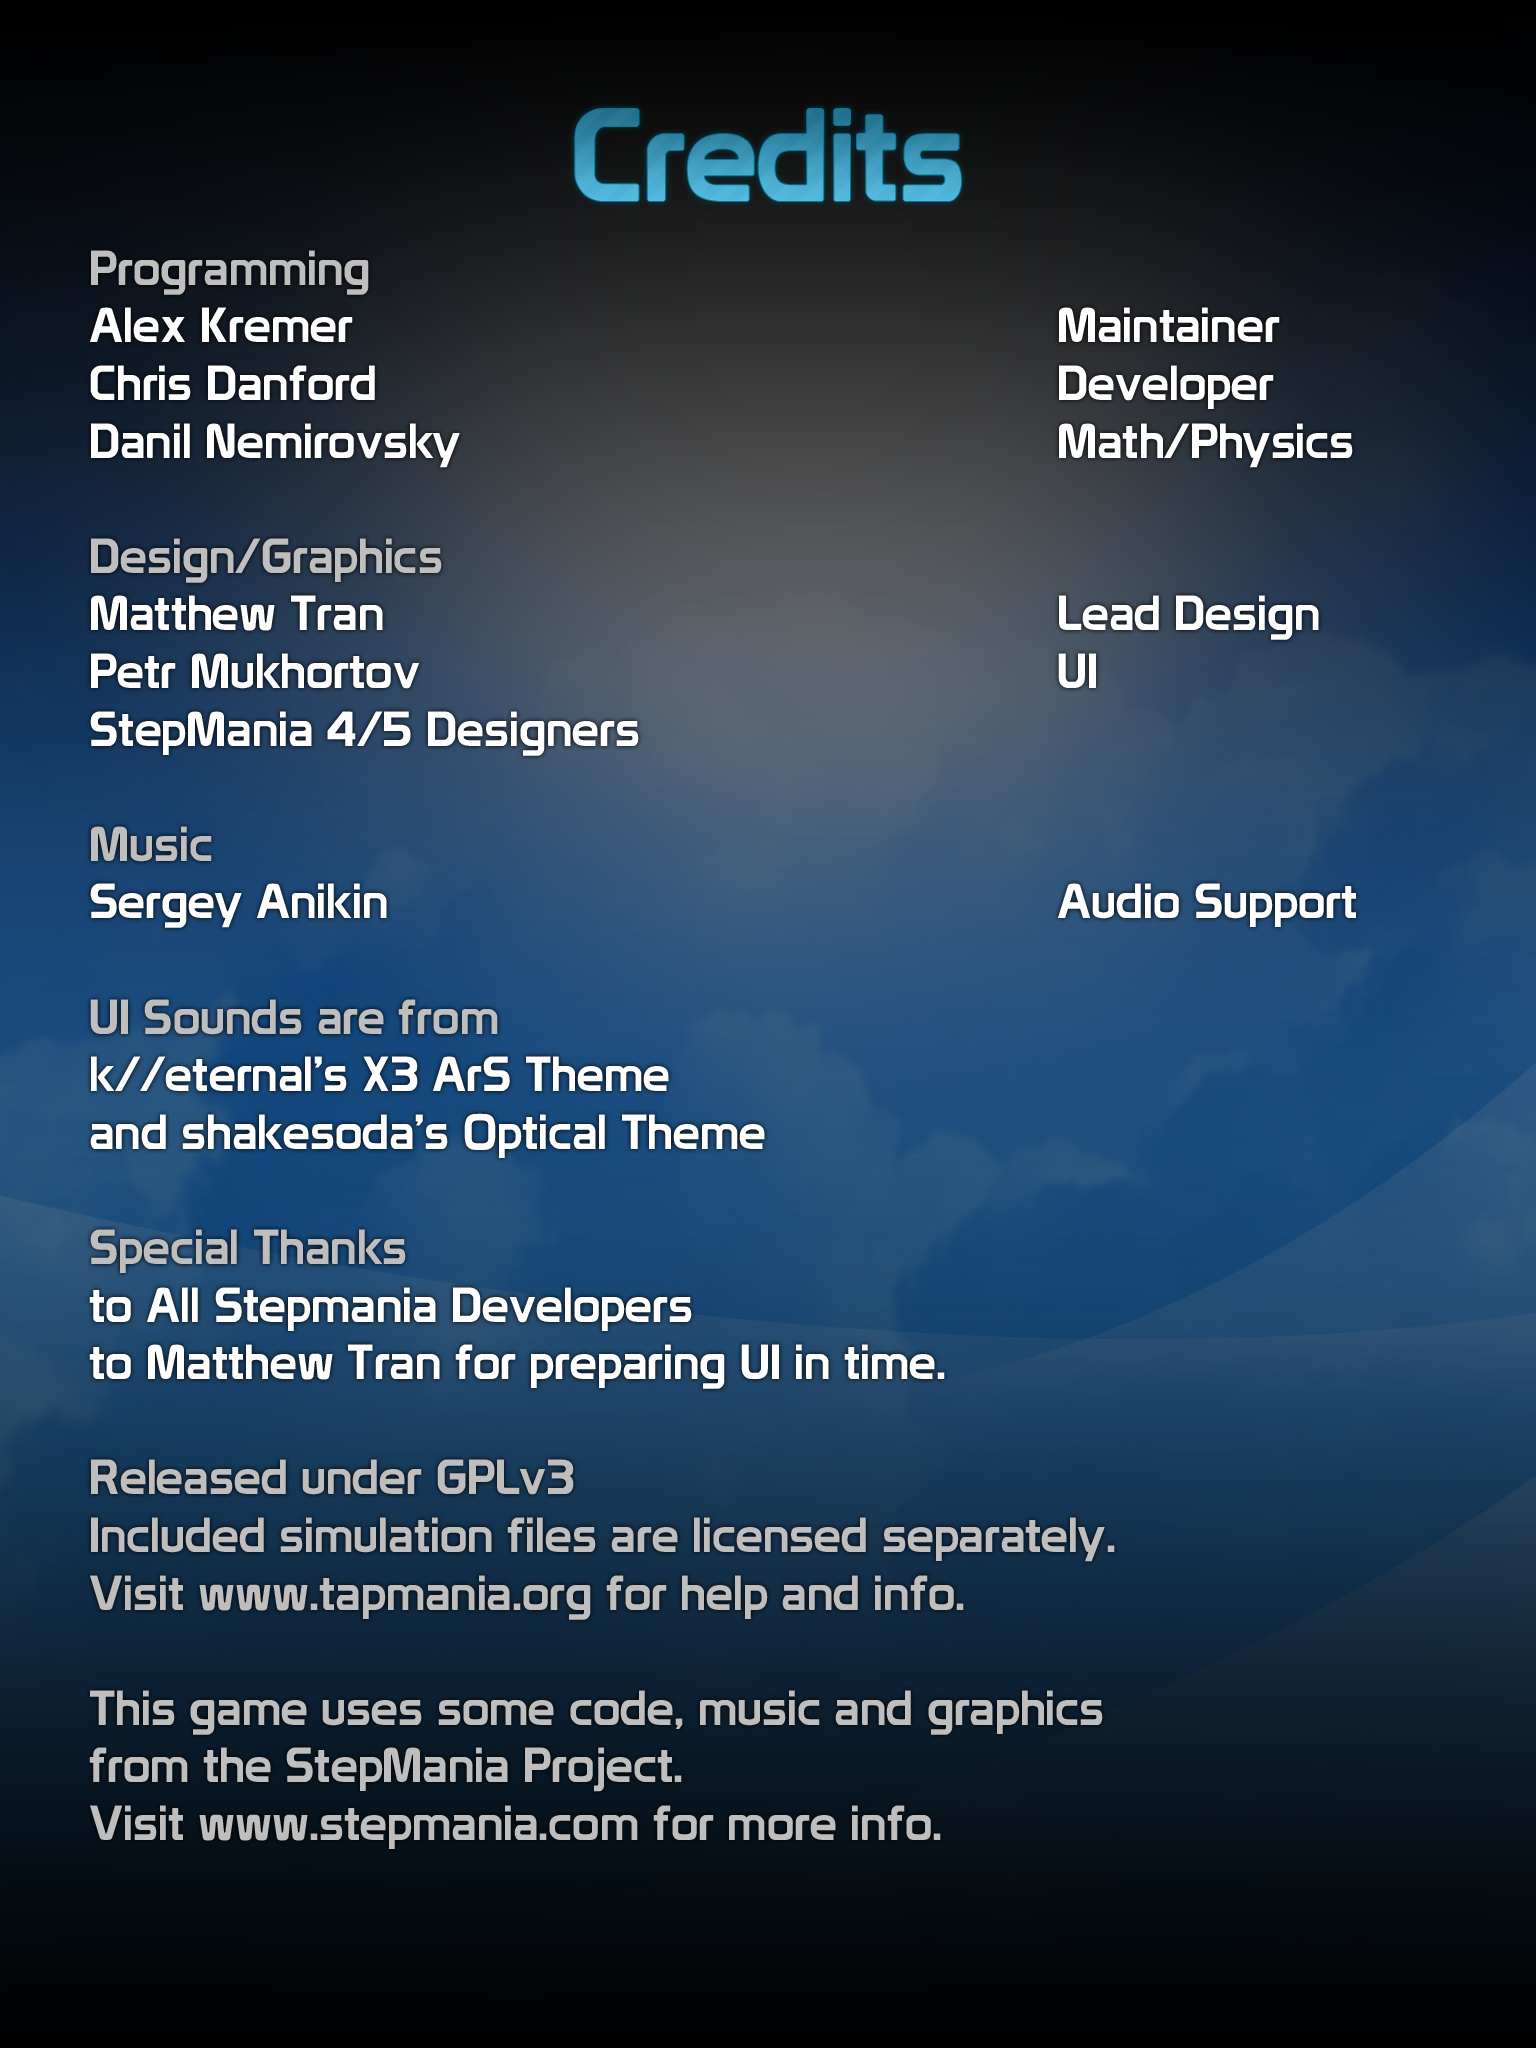 Credits
Programming
Alex Kremer Maintainer
Chris Danford Developer
Danil Nemirovsky Math/Physics
Design/Graphics
Matthew Tran Lead Design
Petr Mukhortov UI
StepMania 4/5 Designers
Music
Sergey Anikin Audio Support
UI Sounds are from
k//eternal's X3 ArS Theme
and shakesoda's Optical Theme
Special Thanks
to All Stepmania Developers
to Matthew Tran for preparing UI in time.
Released under GPLv3
Included simulation files are licensed separately.
Visit www.tapmania.org for help and info.
This game uses some code, music and graphics
from the StepMania Project.
Visit www.stepmania.com for more info.